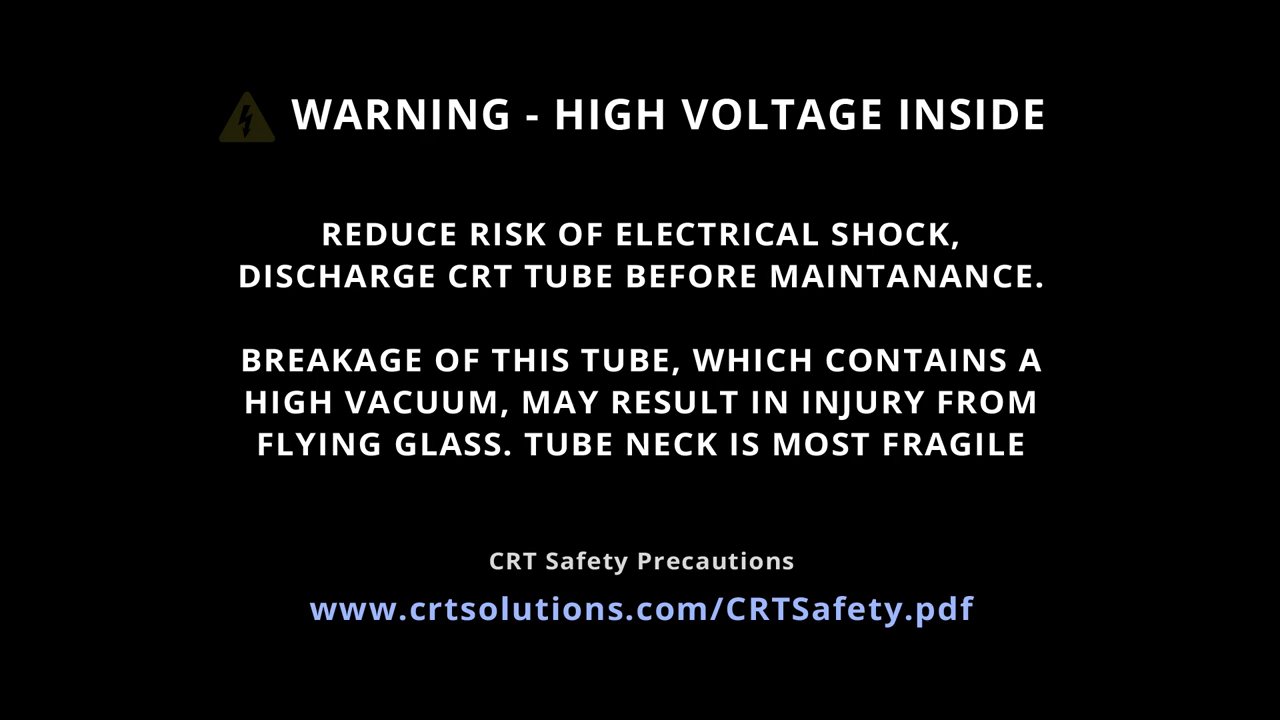 WARNING - HIGH VOLTAGE INSIDE
REDUCE RISK OF ELECTRICAL SHOCK,
DISCHARGE CRT TUBE BEFORE MAINTANANCE.
BREAKAGE OF THIS TUBE, WHICH CONTAINS A
HIGH VACUUM, MAY RESULT IN INJURY FROM
FLYING GLASS. TUBE NECK IS MOST FRAGILE
CRT Safety Precautions
www.crtsolutions.com/CRTSafety.pdf